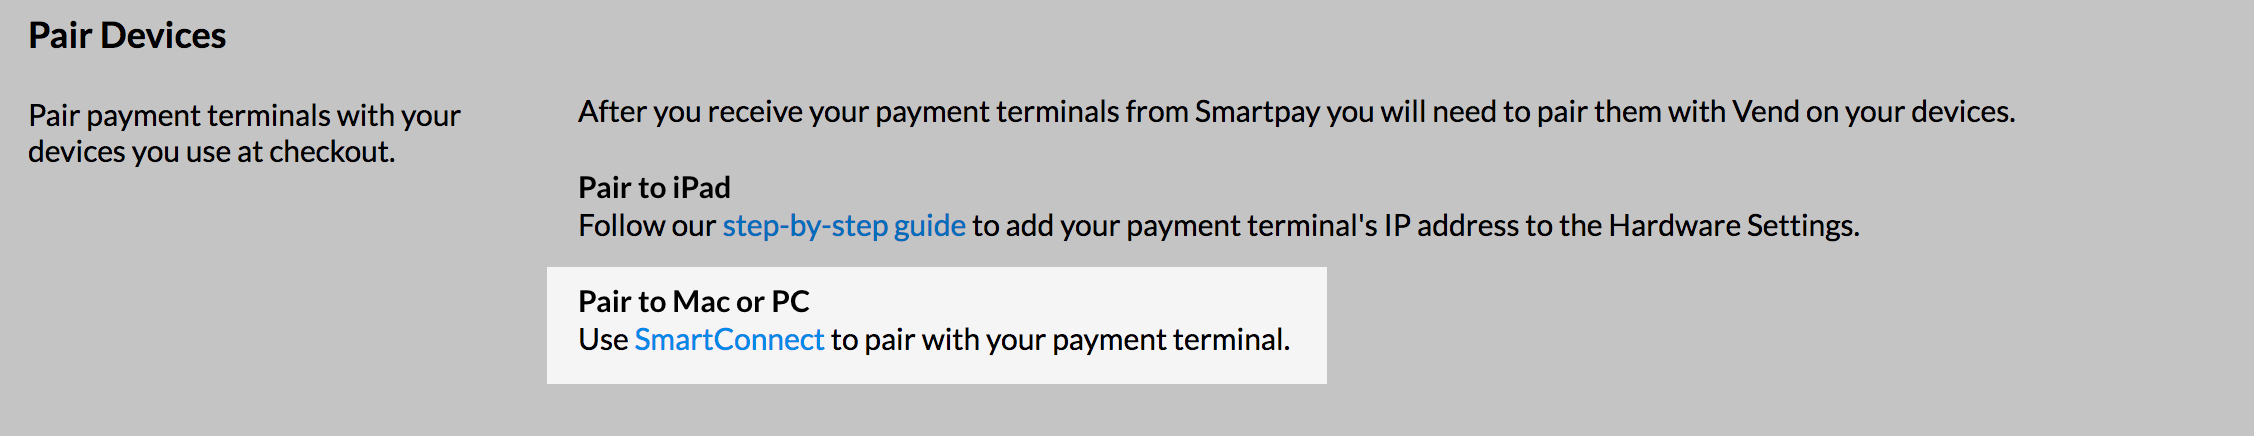 Pair Devices
Pair payment terminals with your
devices you use at checkout.
After you receive your payment terminals from Smartpay you will need to pair them with Vend on your devices.
Pair to iPad
Follow our step-by-step guide to add your payment terminal's IP address to the Hardware Settings.
Pair to Mac or PC
Use SmartConnect to pair with your payment terminal.